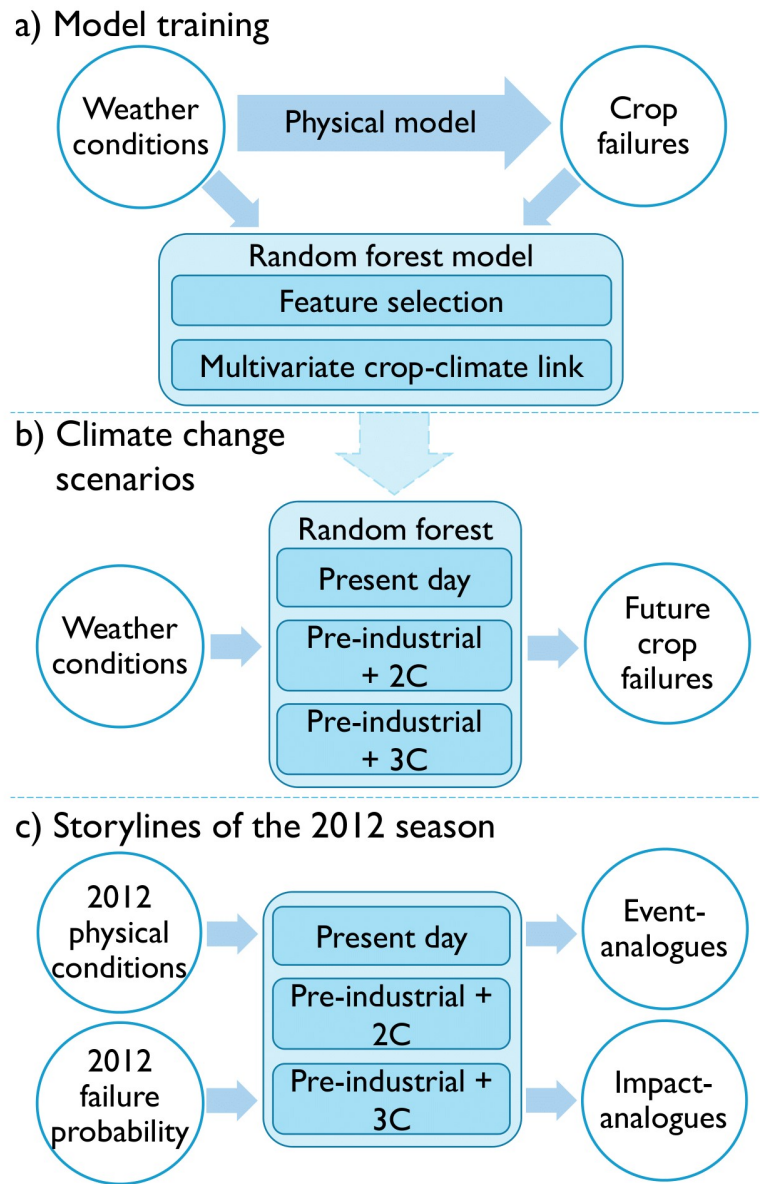 a) Model training
Weather
conditions
Physical model
Crop
failures
Random forest model
Feature selection
Multivariate crop-climate link
b) Climate change
scenarios
Random forest
Present day
Weather
conditions
Pre-industrial
+ 2C
Future
crop
failures
Pre-industrial
+ 3C
c) Storylines of the 2012 season
2012
physical
conditions
Present day
Event-
analogues
Pre-industrial +
2C
2012
failure
probability
Pre-industrial +
3C
Impact-
analogues